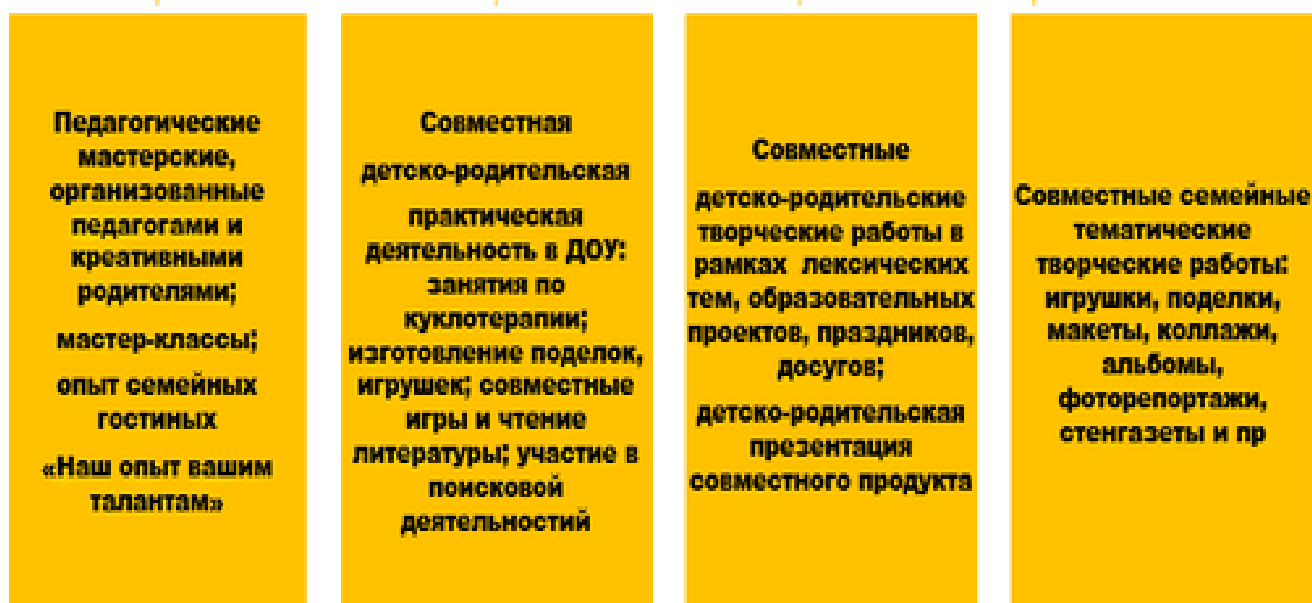 Педагогические
мастерские,
организованные
педагогами и
креативными
родителями;
мастер-классы;
опыт семейных
гостиных
«Наш опыт вашим
талантам»
Совместная
детско-родительская
практическая
деятельность в ДОУ:
занятия по
куклотерапии;
изготовление поделок,
игрушек; совместные
игры и чтение
литературы; участие в
поисковой
деятельностий
Совместные
детско-родительские
творческие работы в
рамках лексических
тем, образовательных
проектов, праздников,
досугов;
детско-родительская
презентация
совместного продукта
Совместные семейные
тематические
творческие работы:
игрушки, поделки,
макеты, коллажи,
альбомы,
фоторепортажи,
стенгазеты и пр